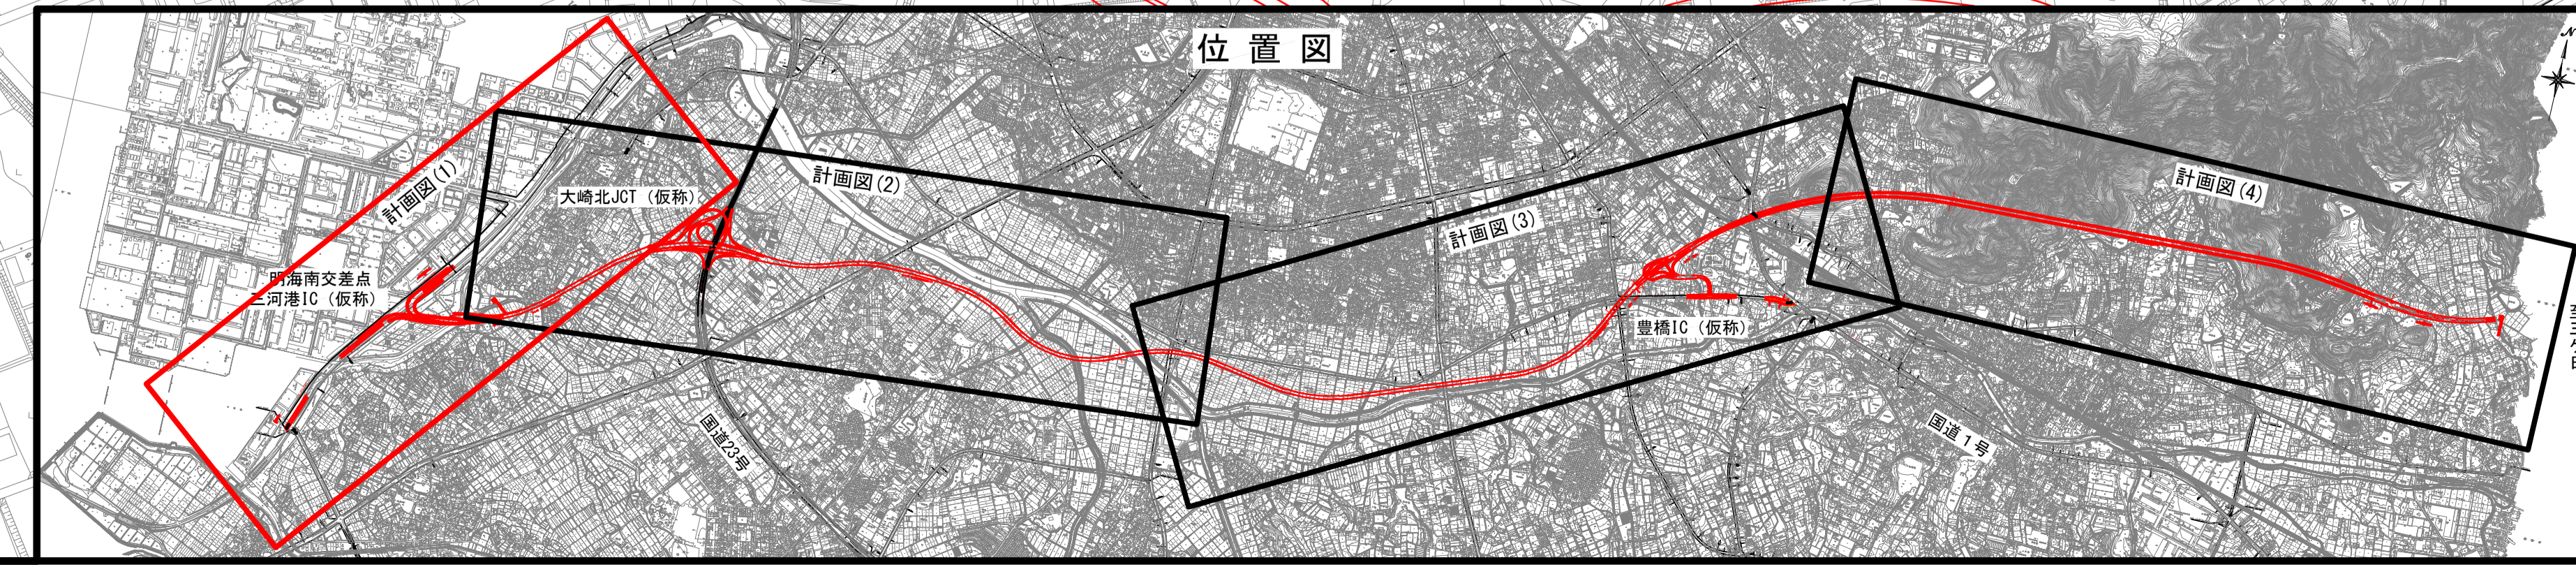 位置図
N
計画図(1)
大崎北JCT（仮称）
計画図(2)
明海南交差点
三河港IC（仮称）
計画図(3)
計画図(4)
豊橋IC（仮称）
国道23号
国道1号